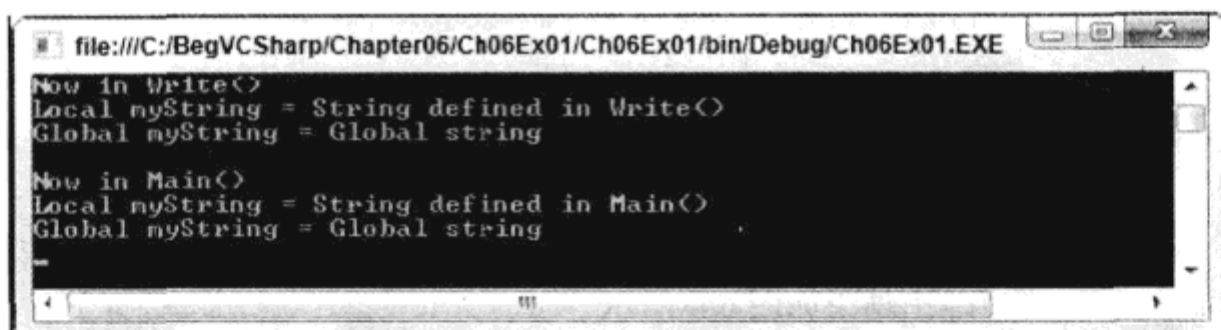 file:///C:/BegVCSharp/Chapter06/Ch06Ex01/Ch06Ex01/bin/Debug/Ch06Ex01.EXE
Now in Write()
Local myString = String defined in Write()
Global myString = Global string
Now in Main()
Local myString = String defined in Main()
Global myString = Global string